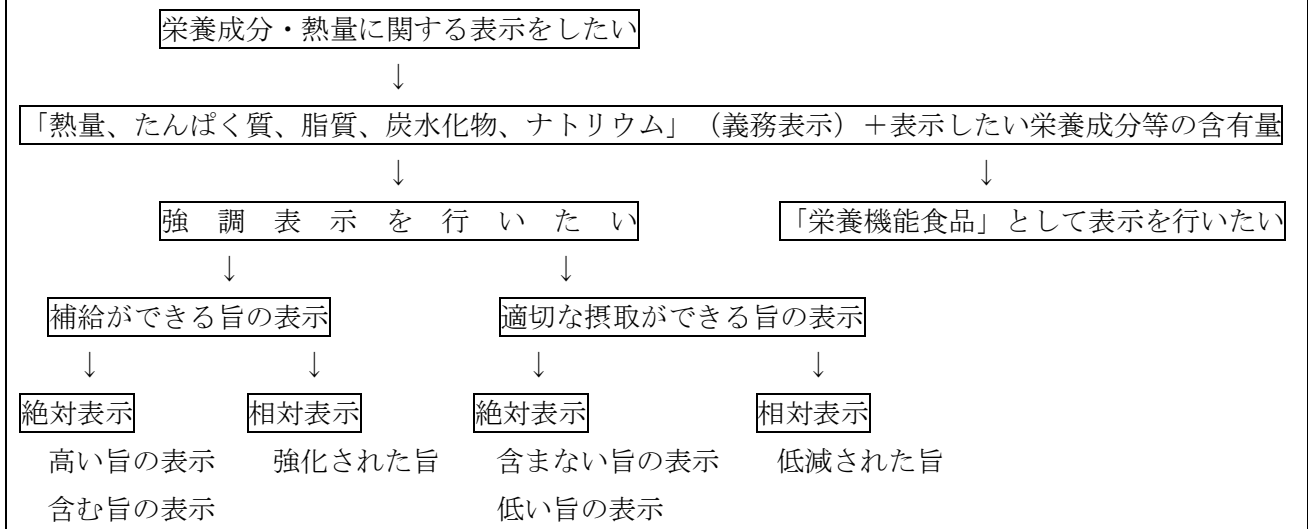 栄養成分・熱量に関する表示をしたい
↓
「熱量、たんぱく質、脂質、炭水化物、ナトリウム」（義務表示）＋表示したい栄養成分等の含有量
↓ ↓
強 調 表 示 を 行 い た い 「栄養機能食品」として表示を行いたい
↓ ↓
補給ができる旨の表示 適切な摂取ができる旨の表示
↓ ↓ ↓ ↓
絶対表示 相対表示 絶対表示 相対表示
高い旨の表示 強化された旨 含まない旨の表示 低減された旨
含む旨の表示 低い旨の表示